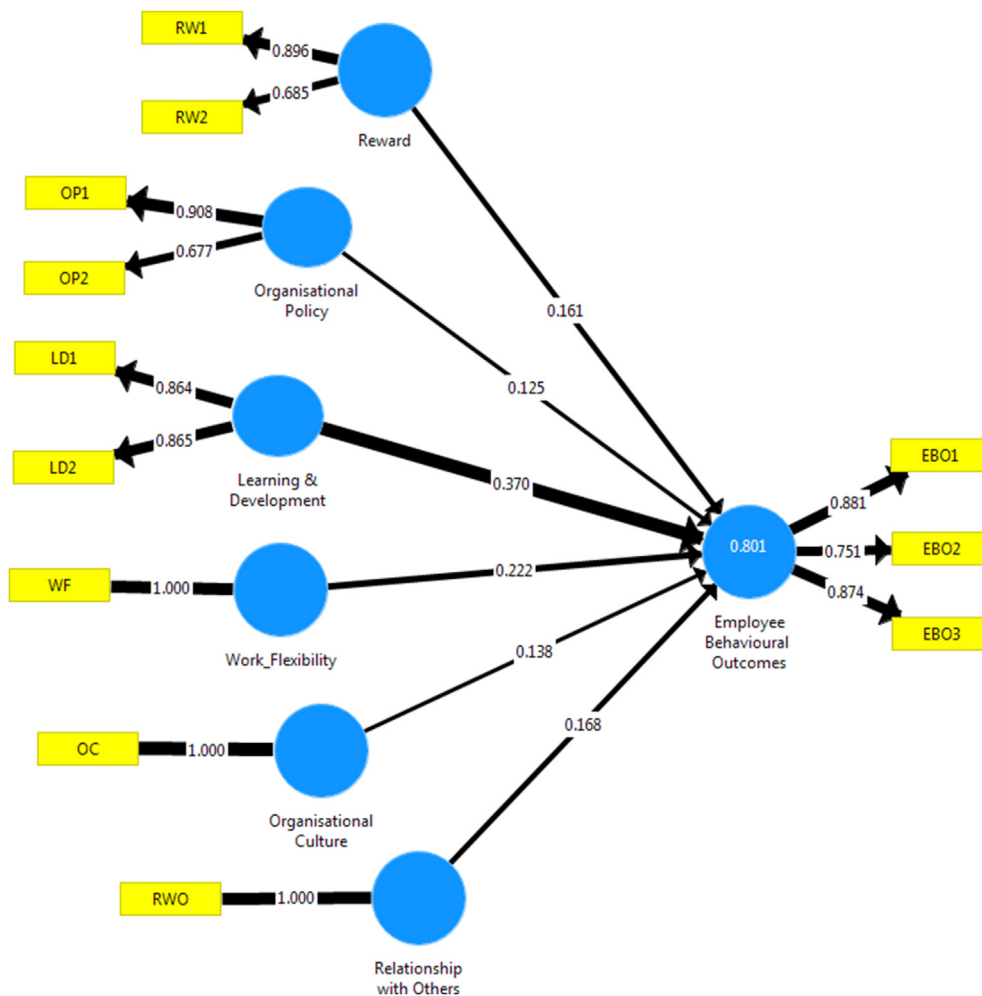 RW1
0.896
RW2
0.685
Reward
OP1
0.908
OP2
0.677
Organisational
Policy
LD1
0.864
LD2
0.865
Learning &
Development
WF
1.000
Work_Flexibility
OC
1.000
Organisational
Culture
RWO
1.000
Relationship
with Others
0.161
0.125
0.370
0.222
0.138
0.168
0.801
Employee
Behavioural
Outcomes
EBO1
0.881
EBO2
0.751
EBO3
0.874